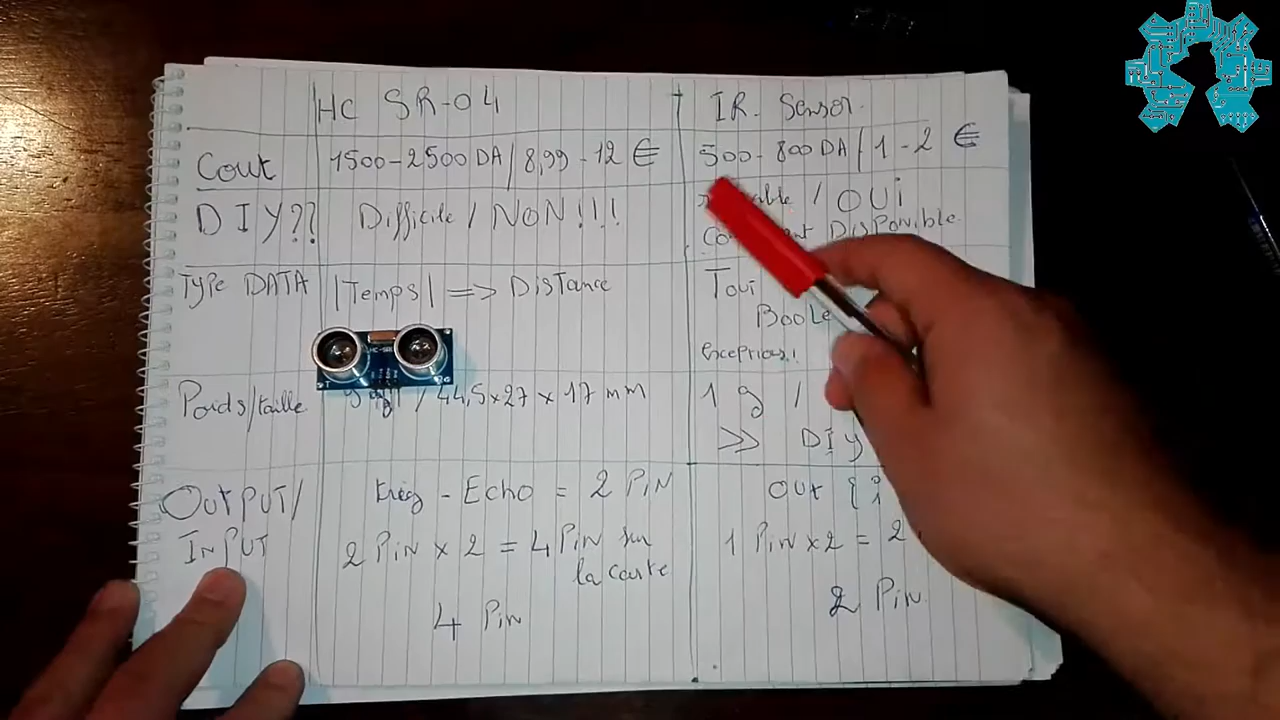 HC SR-04
IR. Sensor.
Cout
1500-2500 DA / 8,99 - 12 €
500 - 800 DA / 1 - 2 €
DIY??
Difficile / NON!!!
/ OUI
Disponible.
Type DATA
|Temps| => Distance
Boole
exceptions!
HC-SR
T
Poids/taille
/ 44,5 x 27 x 17 mm
1 g /
>> DIY
OutPUT/
INPUT
trig - Echo = 2 PIN
Out {
2 Pin x 2 = 4 Pin sur
la carte
1 Pin x 2 = 2
4 Pin
2 Pin.